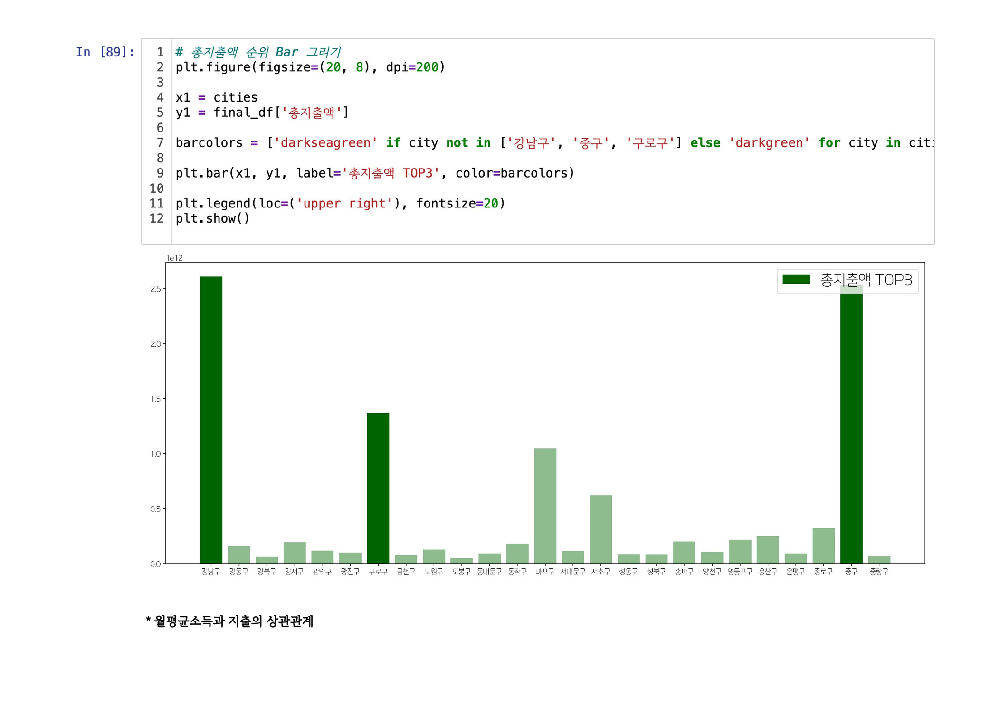 In [89]:
1 # 총지출액 순위 Bar 그리기
2 plt.figure(figsize=(20, 8), dpi=200)
3
4 x1 = cities
5 y1 = final_df['총지출액']
6
7 barcolors = ['darkseagreen' if city not in ['강남구', '중구', '구로구'] else 'darkgreen' for city in citi
8
9 plt.bar(x1, y1, label='총지출액 TOP3', color=barcolors)
10
11 plt.legend(loc=('upper right'), fontsize=20)
12 plt.show()
1e12
총지출액 TOP3
2.5
2.0
1.5
1.0
0.5
0.0
강남구 강동구 강북구 강서구 관악구 광진구 구로구 금천구 노원구 도봉구 동대문구 동작구 마포구 서대문구 서초구 성동구 성북구 송파구 양천구 영등포구 용산구 은평구 종로구 중구 중랑구
* 월평균소득과 지출의 상관관계